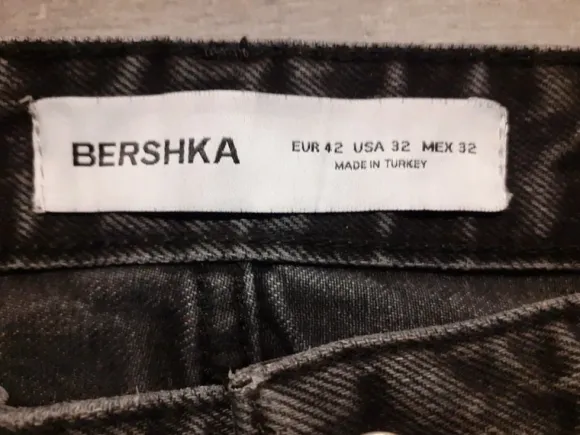 BERSHKA
EUR 42 USA 32 MEX 32
MADE IN TURKEY